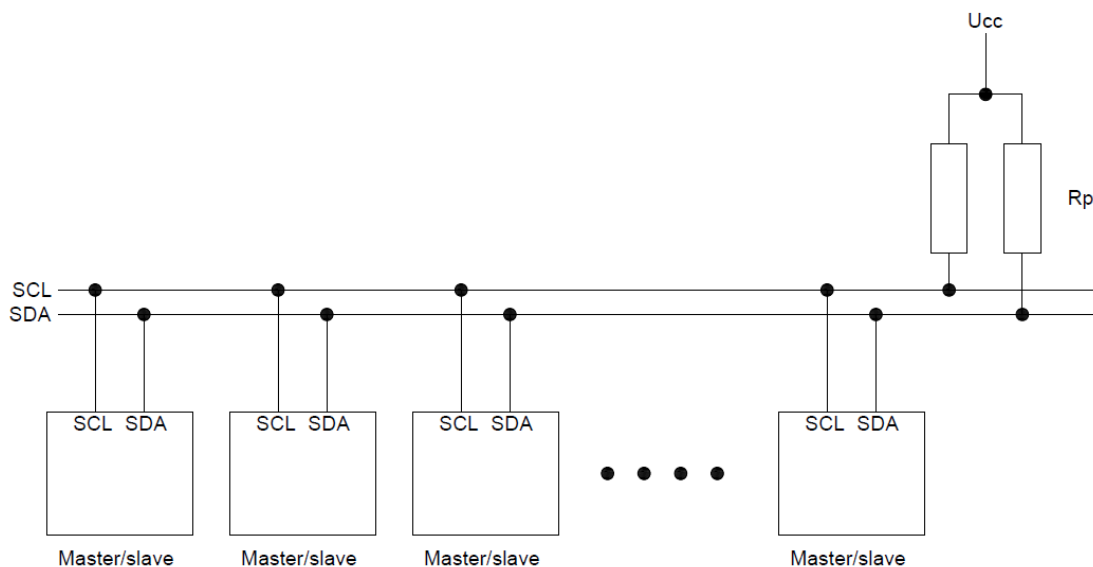 Ucc
Rp
SCL
SDA
SCL SDA SCL SDA SCL SDA SCL SDA
Master/slave Master/slave Master/slave Master/slave